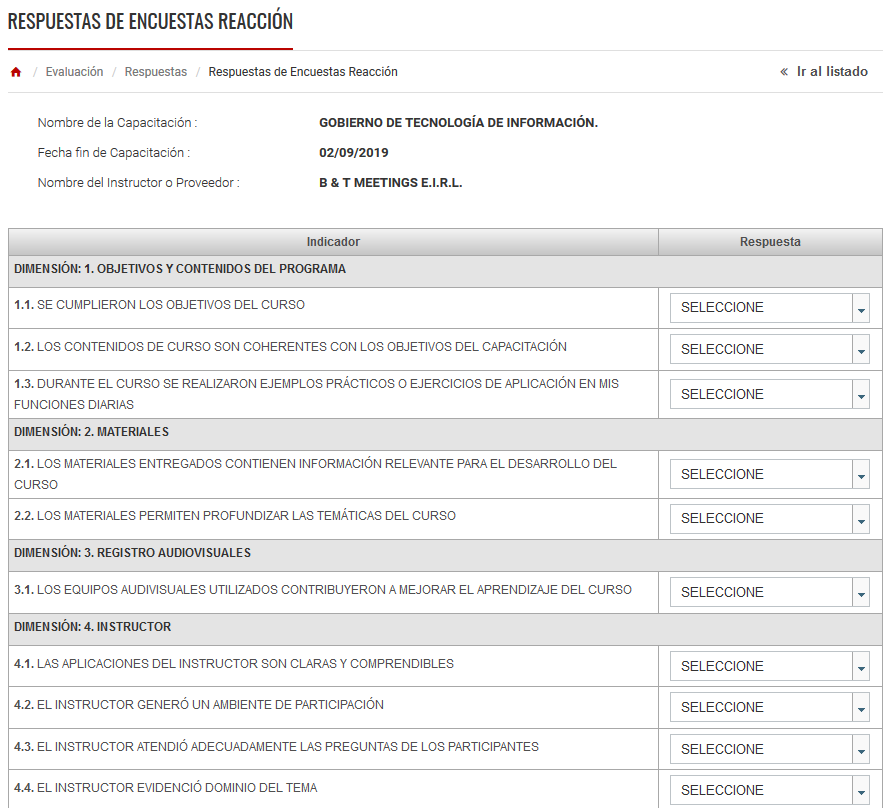 RESPUESTAS DE ENCUESTAS REACCIÓN
/ Evaluación / Respuestas / Respuestas de Encuestas Reacción « Ir al listado
Nombre de la Capacitación : GOBIERNO DE TECNOLOGÍA DE INFORMACIÓN.
Fecha fin de Capacitación : 02/09/2019
Nombre del Instructor o Proveedor : B & T MEETINGS E.I.R.L.
Indicador Respuesta
DIMENSIÓN: 1. OBJETIVOS Y CONTENIDOS DEL PROGRAMA
1.1. SE CUMPLIERON LOS OBJETIVOS DEL CURSO SELECCIONE
1.2. LOS CONTENIDOS DE CURSO SON COHERENTES CON LOS OBJETIVOS DEL CAPACITACIÓN SELECCIONE
1.3. DURANTE EL CURSO SE REALIZARON EJEMPLOS PRÁCTICOS O EJERCICIOS DE APLICACIÓN EN MIS
FUNCIONES DIARIAS SELECCIONE
DIMENSIÓN: 2. MATERIALES
2.1. LOS MATERIALES ENTREGADOS CONTIENEN INFORMACIÓN RELEVANTE PARA EL DESARROLLO DEL
CURSO SELECCIONE
2.2. LOS MATERIALES PERMITEN PROFUNDIZAR LAS TEMÁTICAS DEL CURSO SELECCIONE
DIMENSIÓN: 3. REGISTRO AUDIOVISUALES
3.1. LOS EQUIPOS AUDIVISUALES UTILIZADOS CONTRIBUYERON A MEJORAR EL APRENDIZAJE DEL CURSO SELECCIONE
DIMENSIÓN: 4. INSTRUCTOR
4.1. LAS APLICACIONES DEL INSTRUCTOR SON CLARAS Y COMPRENDIBLES SELECCIONE
4.2. EL INSTRUCTOR GENERÓ UN AMBIENTE DE PARTICIPACIÓN SELECCIONE
4.3. EL INSTRUCTOR ATENDIÓ ADECUADAMENTE LAS PREGUNTAS DE LOS PARTICIPANTES SELECCIONE
4.4. EL INSTRUCTOR EVIDENCIÓ DOMINIO DEL TEMA SELECCIONE